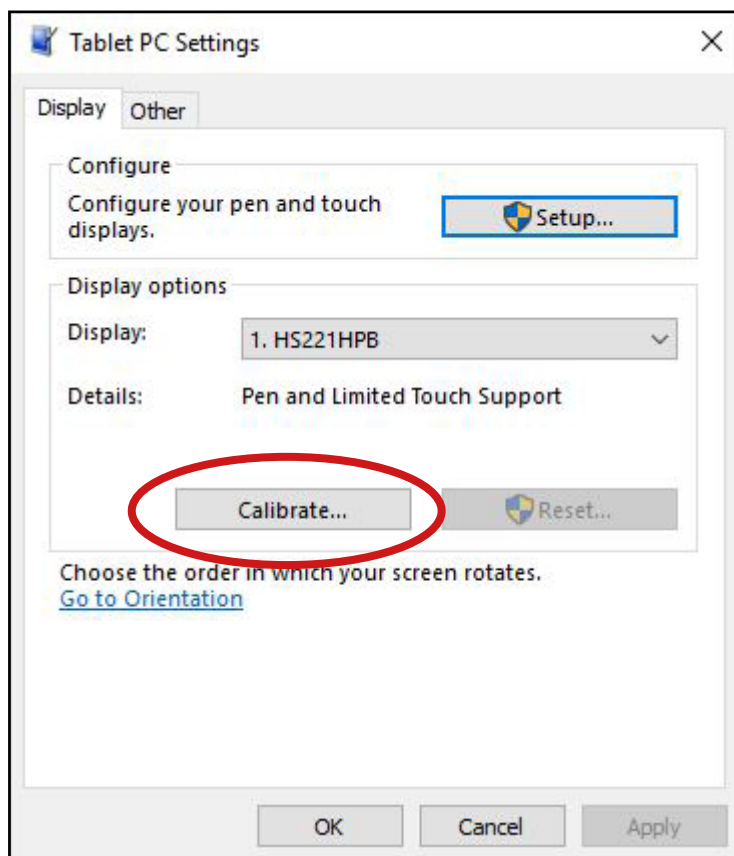 Tablet PC Settings
Display Other
Configure
Configure your pen and touch
displays.
Setup...
Display options
Display: 1. HS221HPB
Details: Pen and Limited Touch Support
Calibrate... Reset...
Choose the order in which your screen rotates.
Go to Orientation
OK Cancel Apply